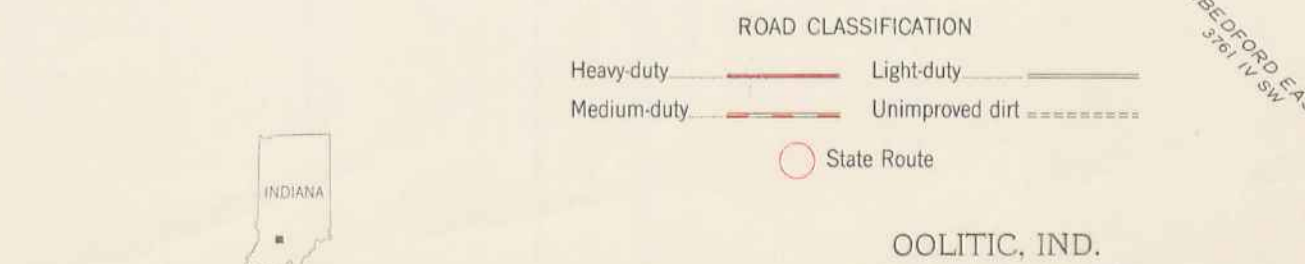 ROAD CLASSIFICATION
Heavy-duty
Light-duty
Medium-duty
Unimproved dirt
State Route
BEDFORD EAS
3761 IV SW
INDIANA
OOLITIC, IND.